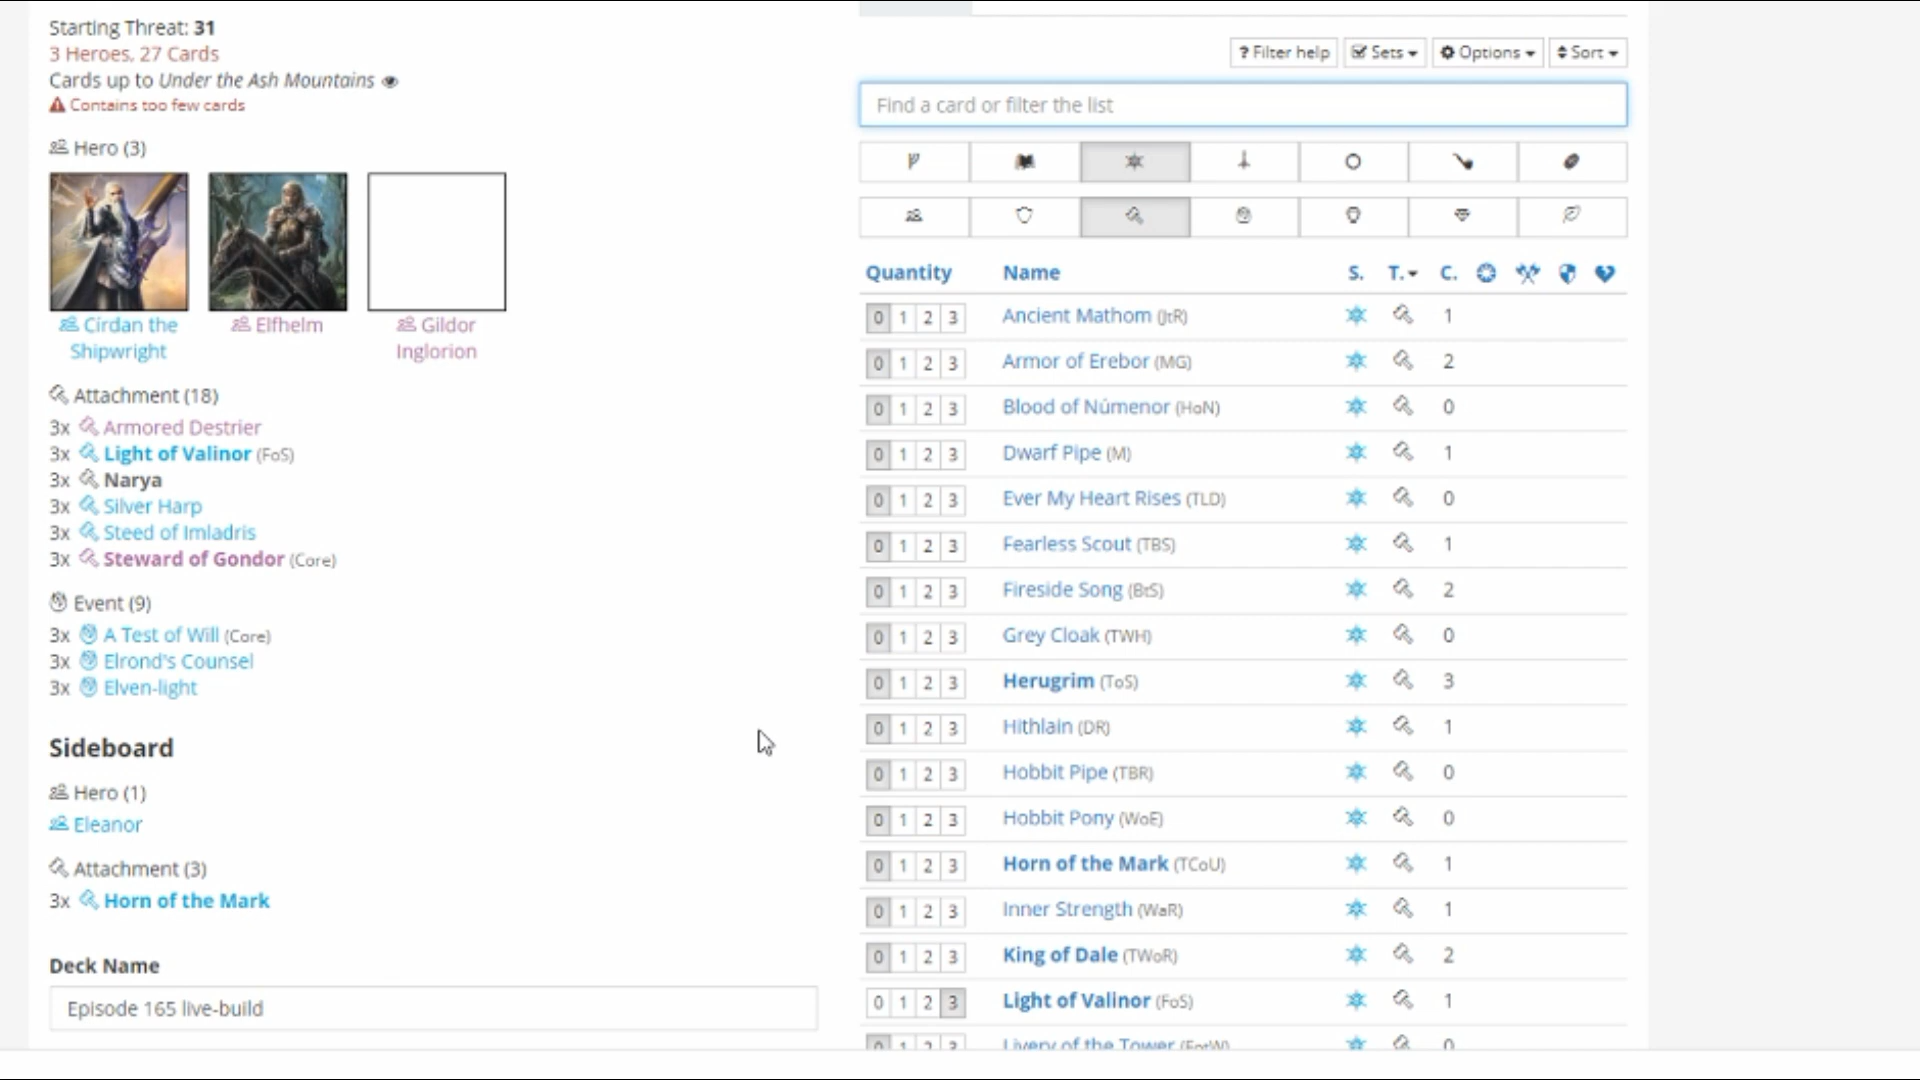 Starting Threat: 31
3 Heroes, 27 Cards
Cards up to Under the Ash Mountains
Contains too few cards
Hero (3)
Cirdan the Shipwright
Elfhelm
Gildor Inglorion
Attachment (18)
3x Armored Destrier
3x Light of Valinor (FoS)
3x Narya
3x Silver Harp
3x Steed of Imladris
3x Steward of Gondor (Core)
Event (9)
3x A Test of Will (Core)
3x Elrond's Counsel
3x Elven-light
Sideboard
Hero (1)
Eleanor
Attachment (3)
3x Horn of the Mark
Deck Name
Episode 165 live-build
? Filter help Sets Options Sort
Find a card or filter the list
Quantity Name S. T. C.
0 1 2 3 Ancient Mathom (JtR) 1
0 1 2 3 Armor of Erebor (MG) 2
0 1 2 3 Blood of Númenor (HoN) 0
0 1 2 3 Dwarf Pipe (M) 1
0 1 2 3 Ever My Heart Rises (TLD) 0
0 1 2 3 Fearless Scout (TBS) 1
0 1 2 3 Fireside Song (BtS) 2
0 1 2 3 Grey Cloak (TWH) 0
0 1 2 3 Herugrim (ToS) 3
0 1 2 3 Hithlain (DR) 1
0 1 2 3 Hobbit Pipe (TBR) 0
0 1 2 3 Hobbit Pony (WoE) 0
0 1 2 3 Horn of the Mark (TCoU) 1
0 1 2 3 Inner Strength (WaR) 1
0 1 2 3 King of Dale (TWoR) 2
0 1 2 3 Light of Valinor (FoS) 1
0 1 2 3 Livery of the Tower (FotW) 0